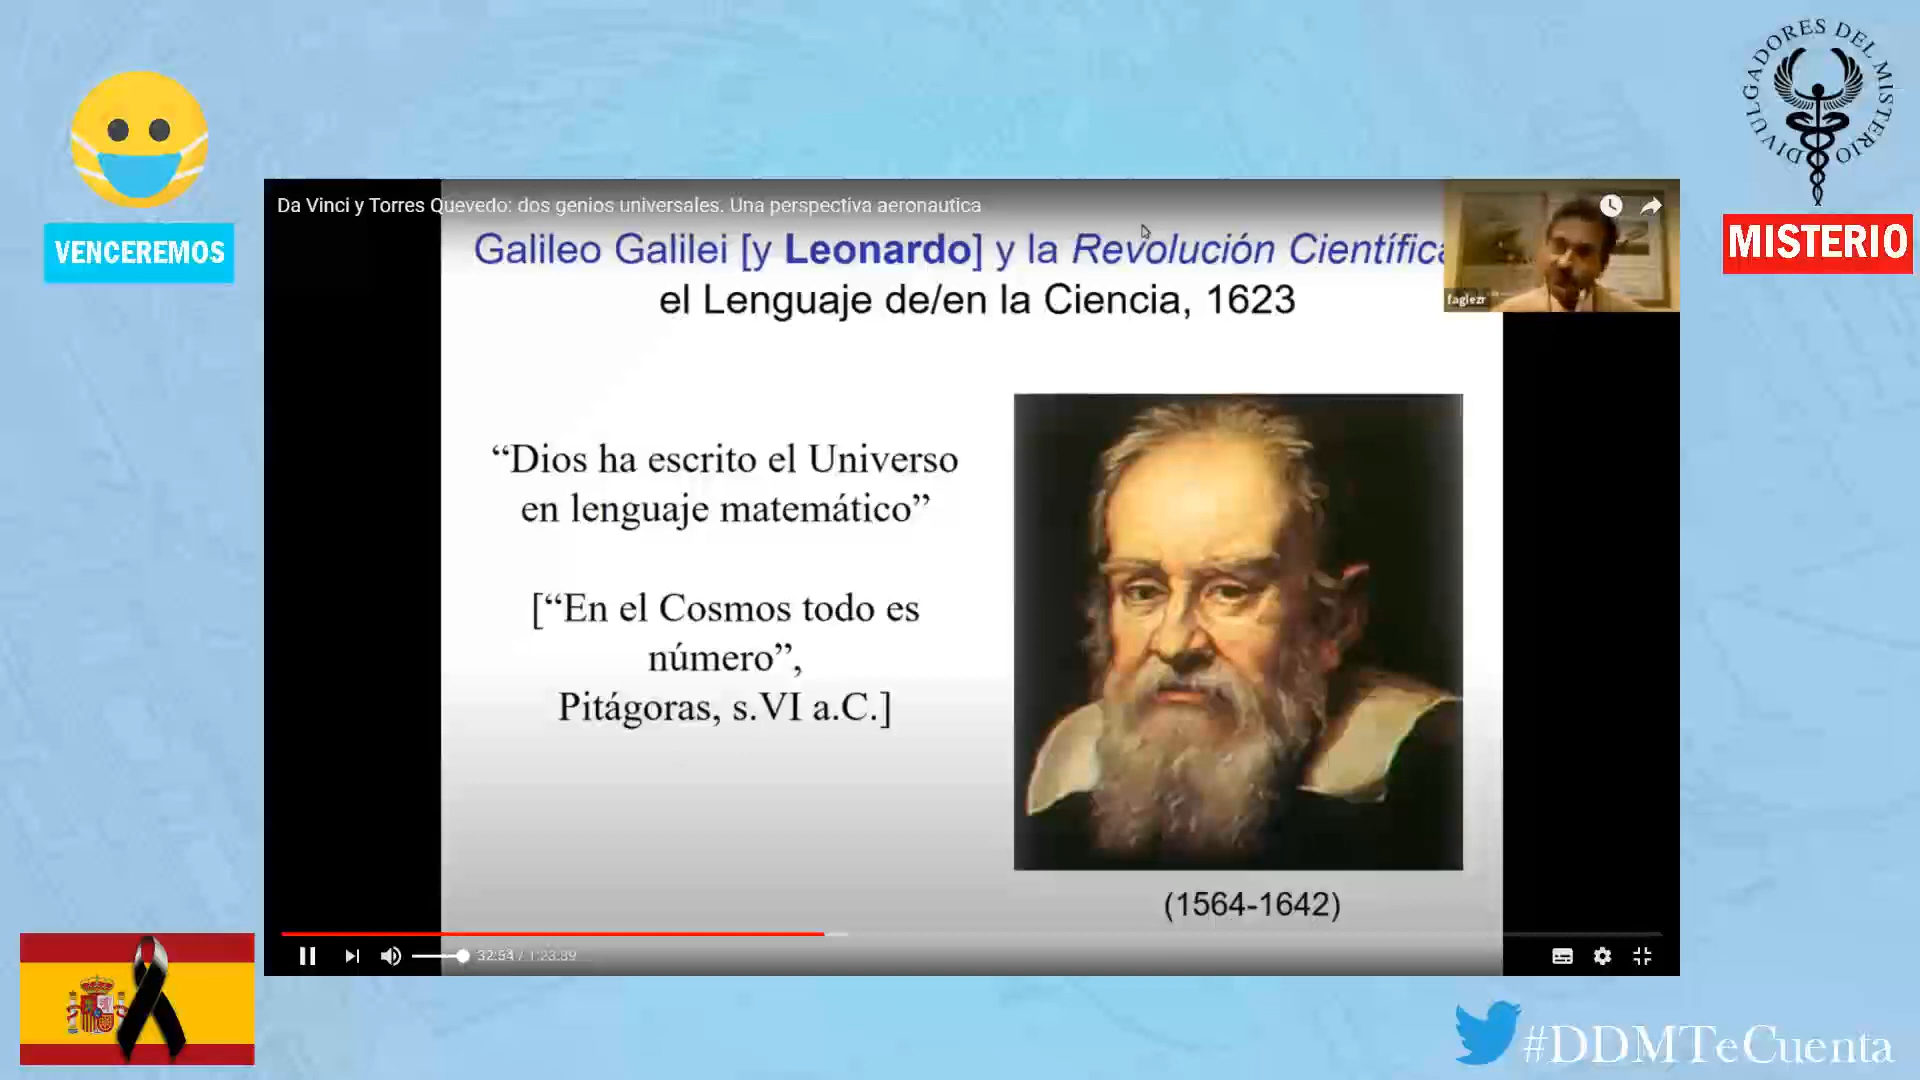 DIVULGADORES DEL MISTERIO
VENCEREMOS
MISTERIO
Da Vinci y Torres Quevedo: dos genios universales. Una perspectiva aeronautica
Galileo Galilei [y Leonardo] y la Revolución Científica
el Lenguaje de/en la Ciencia, 1623
faglezr
“Dios ha escrito el Universo
en lenguaje matemático”
[“En el Cosmos todo es
número”,
Pitágoras, s.VI a.C.]
(1564-1642)
32:54 / 1:23:39
#DDMTeCuenta